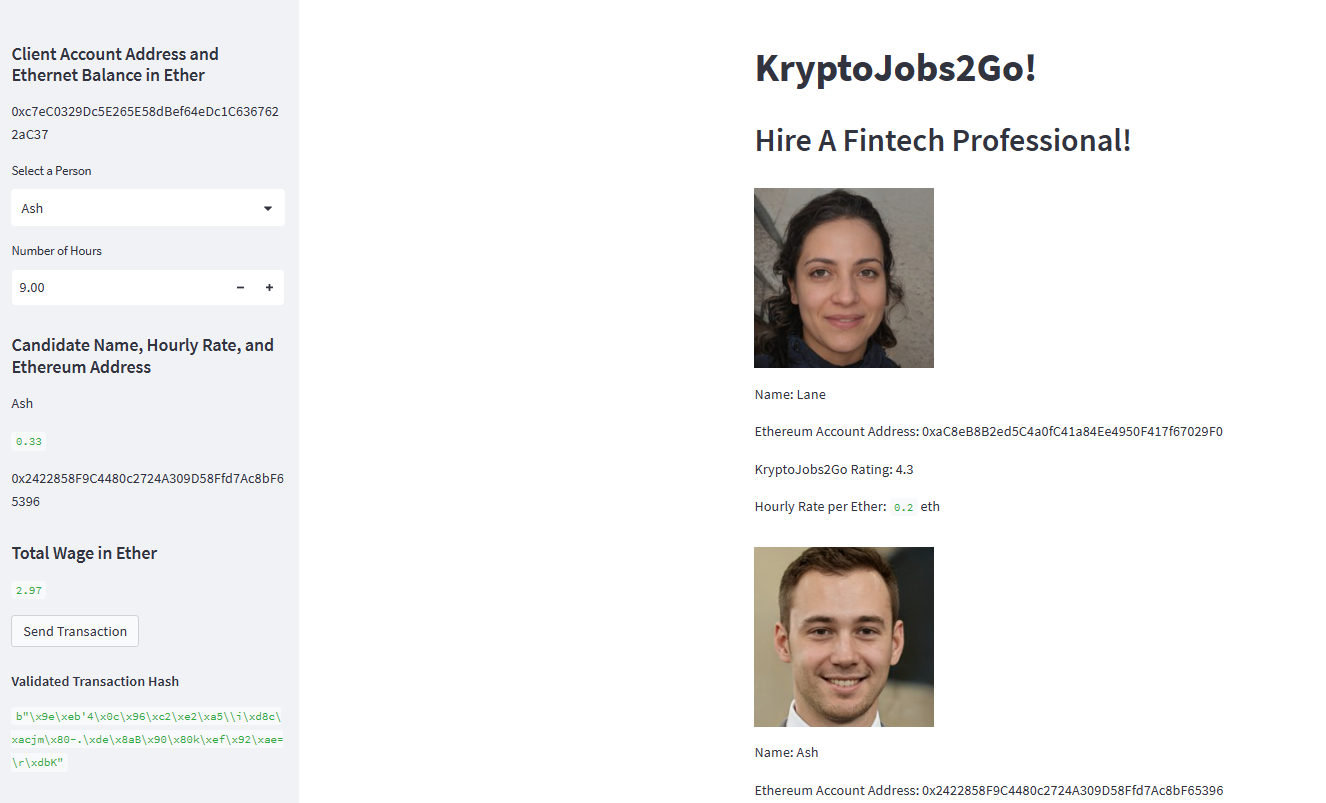 Client Account Address and
Ethernet Balance in Ether
0xc7eC0329Dc5E265E58dBef64eDc1C636762
2aC37
Select a Person
Ash
Number of Hours
9.00
Candidate Name, Hourly Rate, and
Ethereum Address
Ash
0.33
0x2422858F9C4480c2724A309D58Ffd7Ac8bF6
5396
Total Wage in Ether
2.97
Send Transaction
Validated Transaction Hash
b"\x9e\xeb'4\x0c\x96\xc2\xe2\xa5\\i\xd8c\
xacjm\x80-.\xde\x8aB\x90\x80k\xef\x92\xae=
\r\xdbK"
KryptoJobs2Go!
Hire A Fintech Professional!
Name: Lane
Ethereum Account Address: 0xaC8eB8B2ed5C4a0fC41a84Ee4950F417f67029F0
KryptoJobs2Go Rating: 4.3
Hourly Rate per Ether: 0.2 eth
Name: Ash
Ethereum Account Address: 0x2422858F9C4480c2724A309D58Ffd7Ac8bF65396